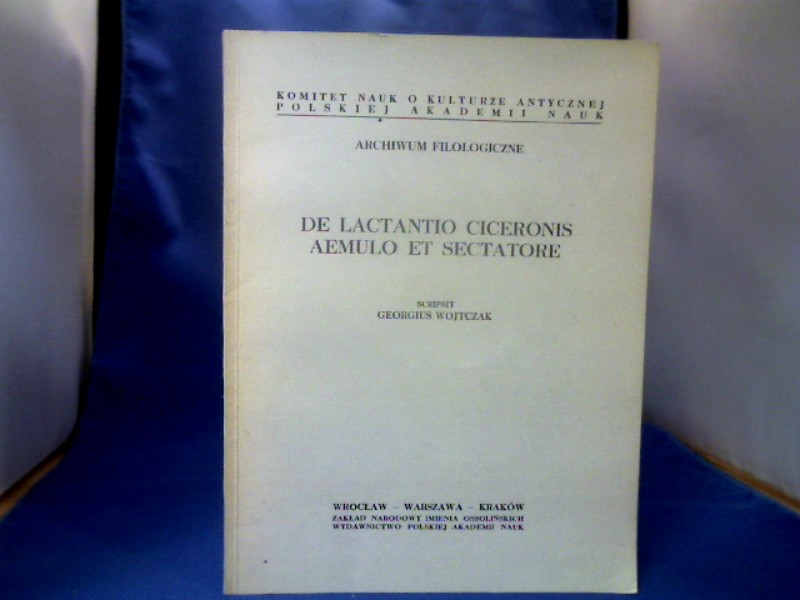 KOMITET NAUK O KULTURZE ANTYCZNEJ
POLSKIEJ AKADEMII NAUK
ARCHIWUM FILOLOGICZNE
DE LACTANTIO CICERONIS
AEMULO ET SECTATORE
SCRIPSIT
GEORGIUS WOJTCZAK
WROCŁAW – WARSZAWA – KRAKÓW
ZAKŁAD NARODOWY IMIENIA OSSOLIŃSKICH
WYDAWNICTWO POLSKIEJ AKADEMII NAUK